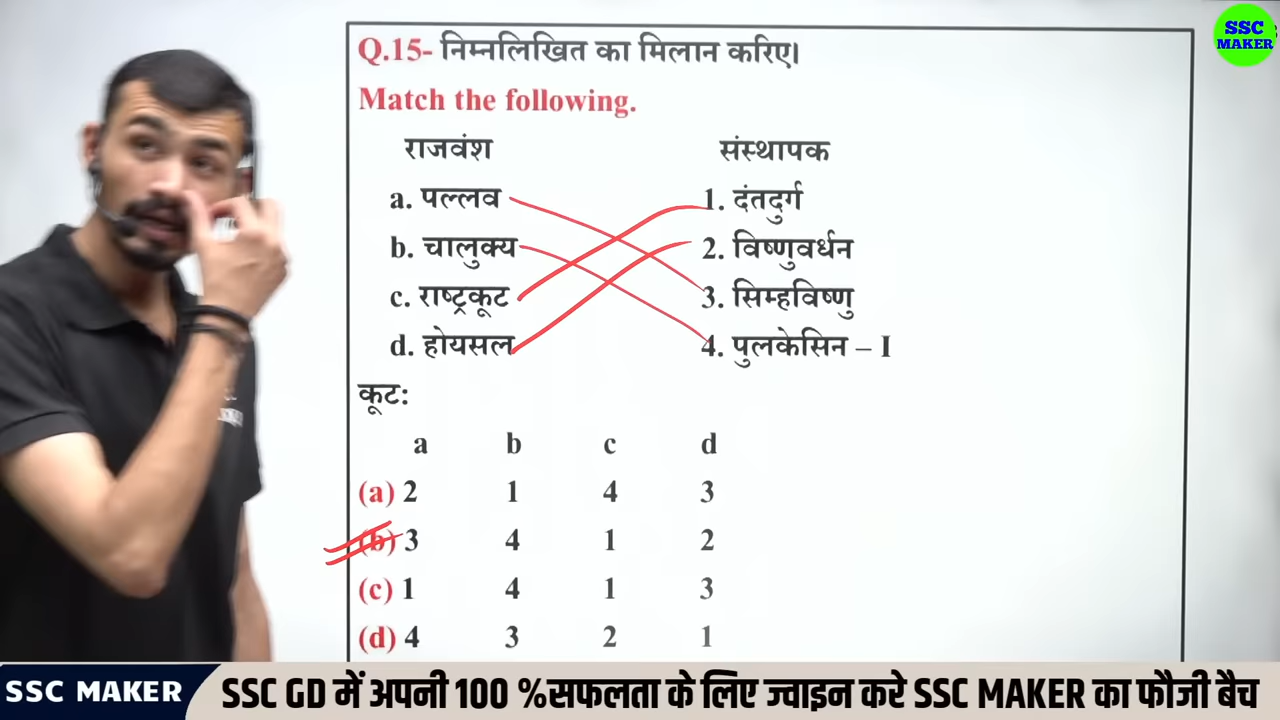 SSC
MAKER
Q.15- निम्नलिखित का मिलान करिए।
Match the following.
राजवंश संस्थापक
a. पल्लव 1. दंतदुर्ग
b. चालुक्य 2. विष्णुवर्धन
c. राष्ट्रकूट 3. सिम्हविष्णु
d. होयसल 4. पुलकेसिन – I
कूट:
a b c d
(a) 2 1 4 3
(b) 3 4 1 2
(c) 1 4 1 3
(d) 4 3 2 1
SSC MAKER SSC GD में अपनी 100 %सफलता के लिए ज्वाइन करे SSC MAKER का फौजी बैच